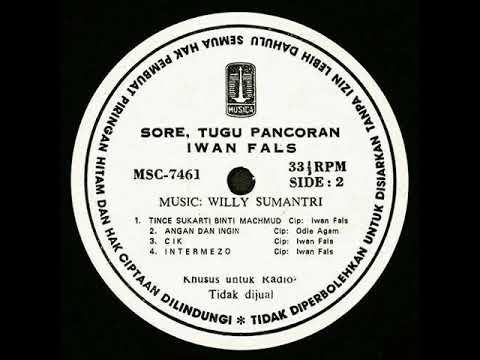 SEMUA HAK PEMBUAT PIRINGAN HITAM DAN HAK CIPTAAN DILINDUNGI * TIDAK DIPERBOLEHKAN UNTUK DISIARKAN TANPA IZIN LEBIH DAHULU
MUSICA
SORE, TUGU PANCORAN
IWAN FALS
MSC-7461 33⅓ RPM
SIDE : 2
MUSIC: WILLY SUMANTRI
1. TINCE SUKARTI BINTI MACHMUD Cip: Iwan Fals
2. ANGAN DAN INGIN Cip: Odie Agam
3. CIK Cip: Iwan Fals
4. INTERMEZO Cip: Iwan Fals
Khusus untuk Radio
Tidak dijual